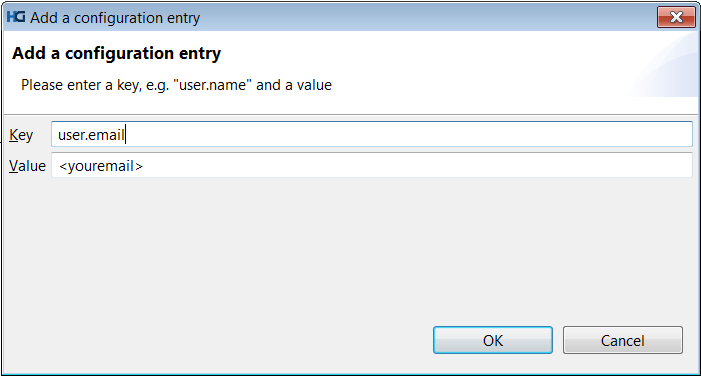 HG Add a configuration entry
Add a configuration entry
Please enter a key, e.g. "user.name" and a value
Key user.email
Value <youremail>
OK Cancel